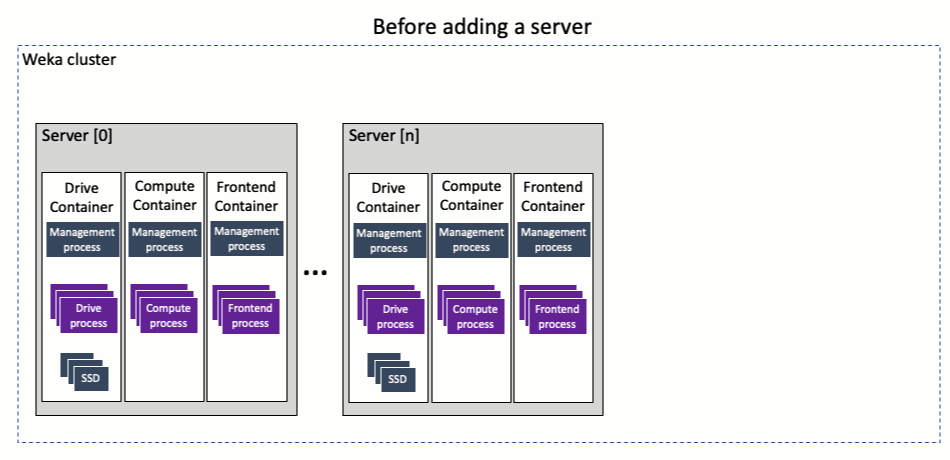 Before adding a server
Weka cluster
Server [0]
Drive
Container
Management
process
Drive
process
SSD
Compute
Container
Management
process
Compute
process
Frontend
Container
Management
process
Frontend
process
...
Server [n]
Drive
Container
Management
process
Drive
process
SSD
Compute
Container
Management
process
Compute
process
Frontend
Container
Management
process
Frontend
process